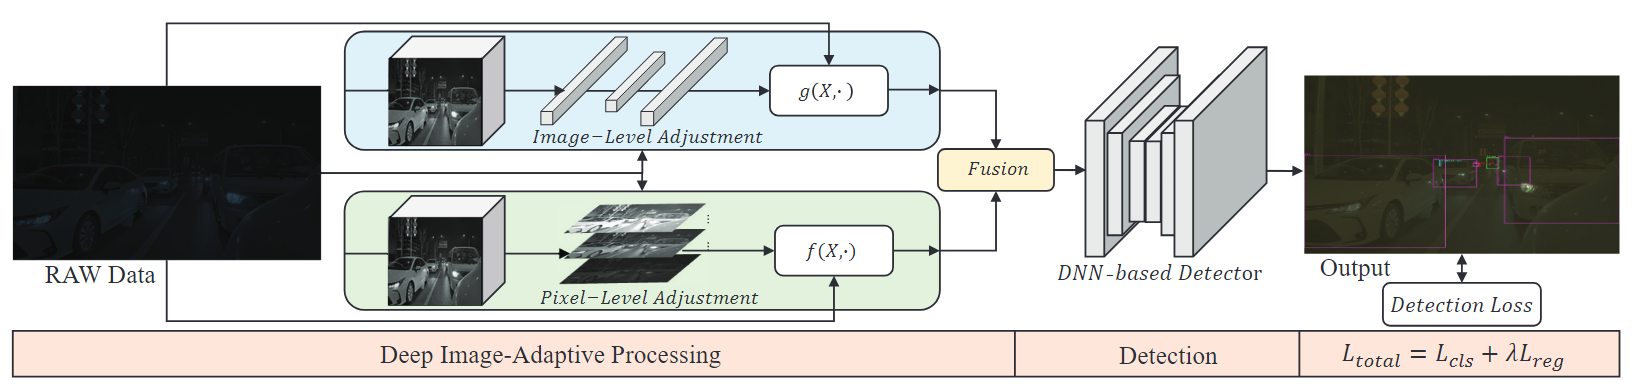 RAW Data
Image−Level Adjustment
g(X,·)
Pixel−Level Adjustment
f(X,·)
Fusion
DNN-based Detector
Output
Detection Loss
Deep Image-Adaptive Processing
Detection
L_total = L_cls + λL_reg